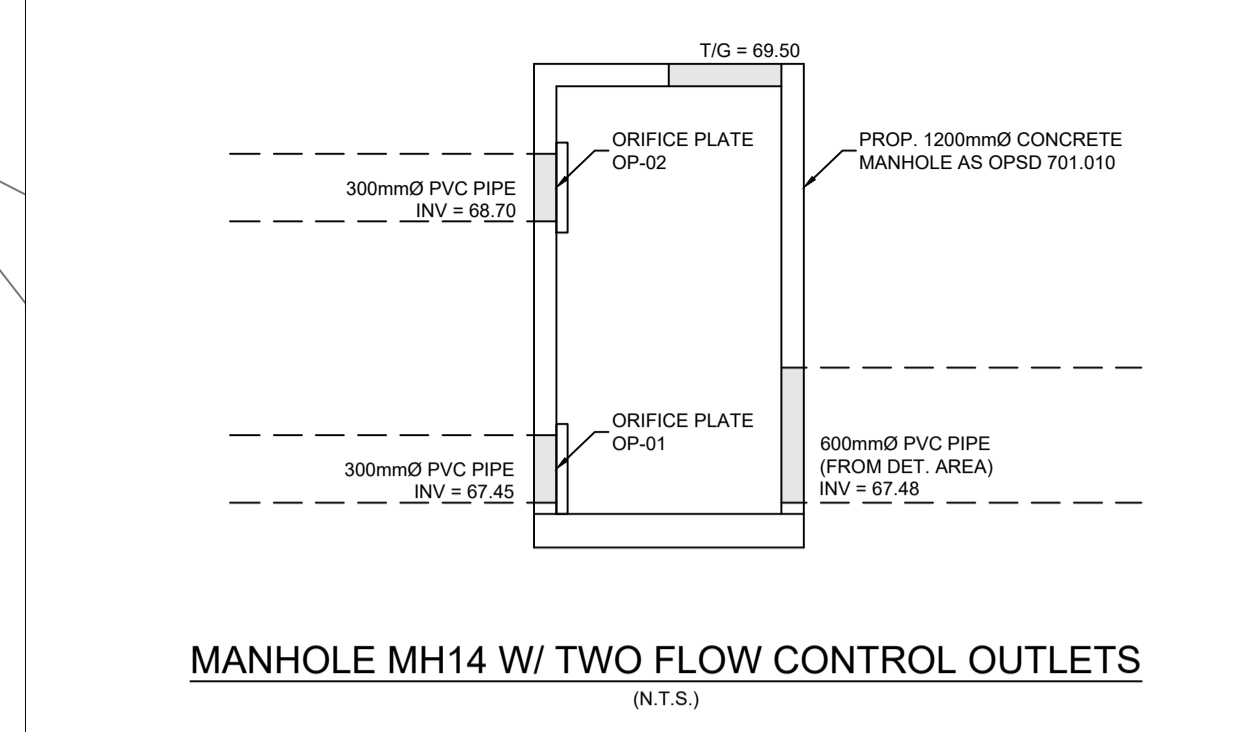 T/G = 69.50
ORIFICE PLATE
OP-02
PROP. 1200mmØ CONCRETE
MANHOLE AS OPSD 701.010
300mmØ PVC PIPE
INV = 68.70
ORIFICE PLATE
OP-01
300mmØ PVC PIPE
INV = 67.45
600mmØ PVC PIPE
(FROM DET. AREA)
INV = 67.48
MANHOLE MH14 W/ TWO FLOW CONTROL OUTLETS
(N.T.S.)